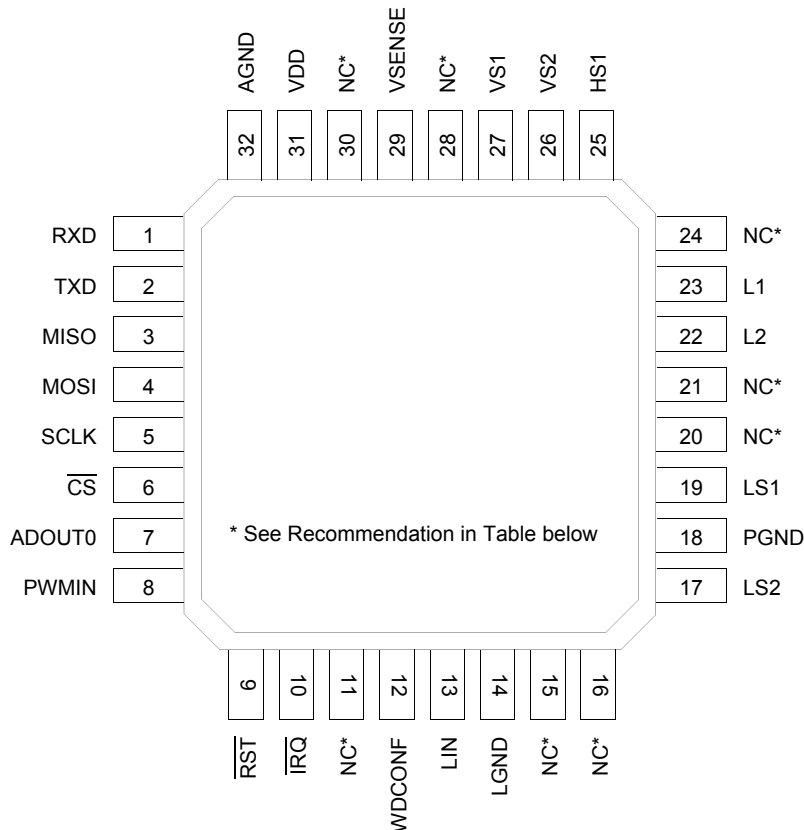 AGND
VDD
NC*
VSENSE
NC*
VS1
VS2
HS1
32
31
30
29
28
27
26
25
RXD 1
TXD 2
MISO 3
MOSI 4
SCLK 5
CS 6
ADOUT0 7
PWMIN 8
24 NC*
23 L1
22 L2
21 NC*
20 NC*
19 LS1
18 PGND
17 LS2
* See Recommendation in Table below
9
10
11
12
13
14
15
16
RST
IRQ
NC*
WDCONF
LIN
LGND
NC*
NC*